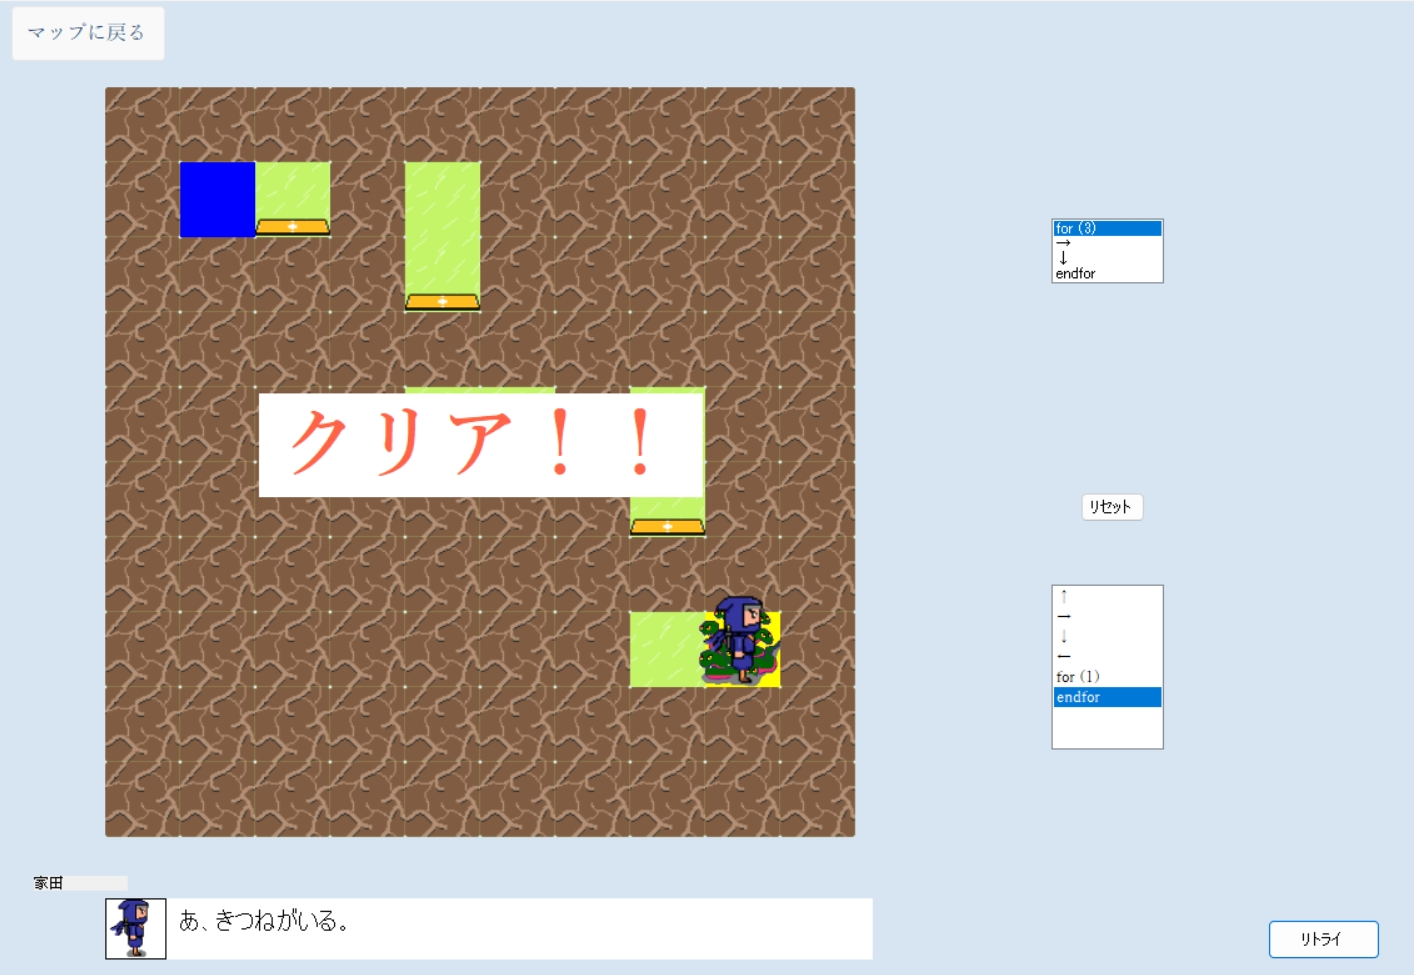 マップに戻る
for (3)
→
↓
endfor
クリア！！
リセット
↑
→
↓
←
for (1)
endfor
家田
あ、きつねがいる。
リトライ